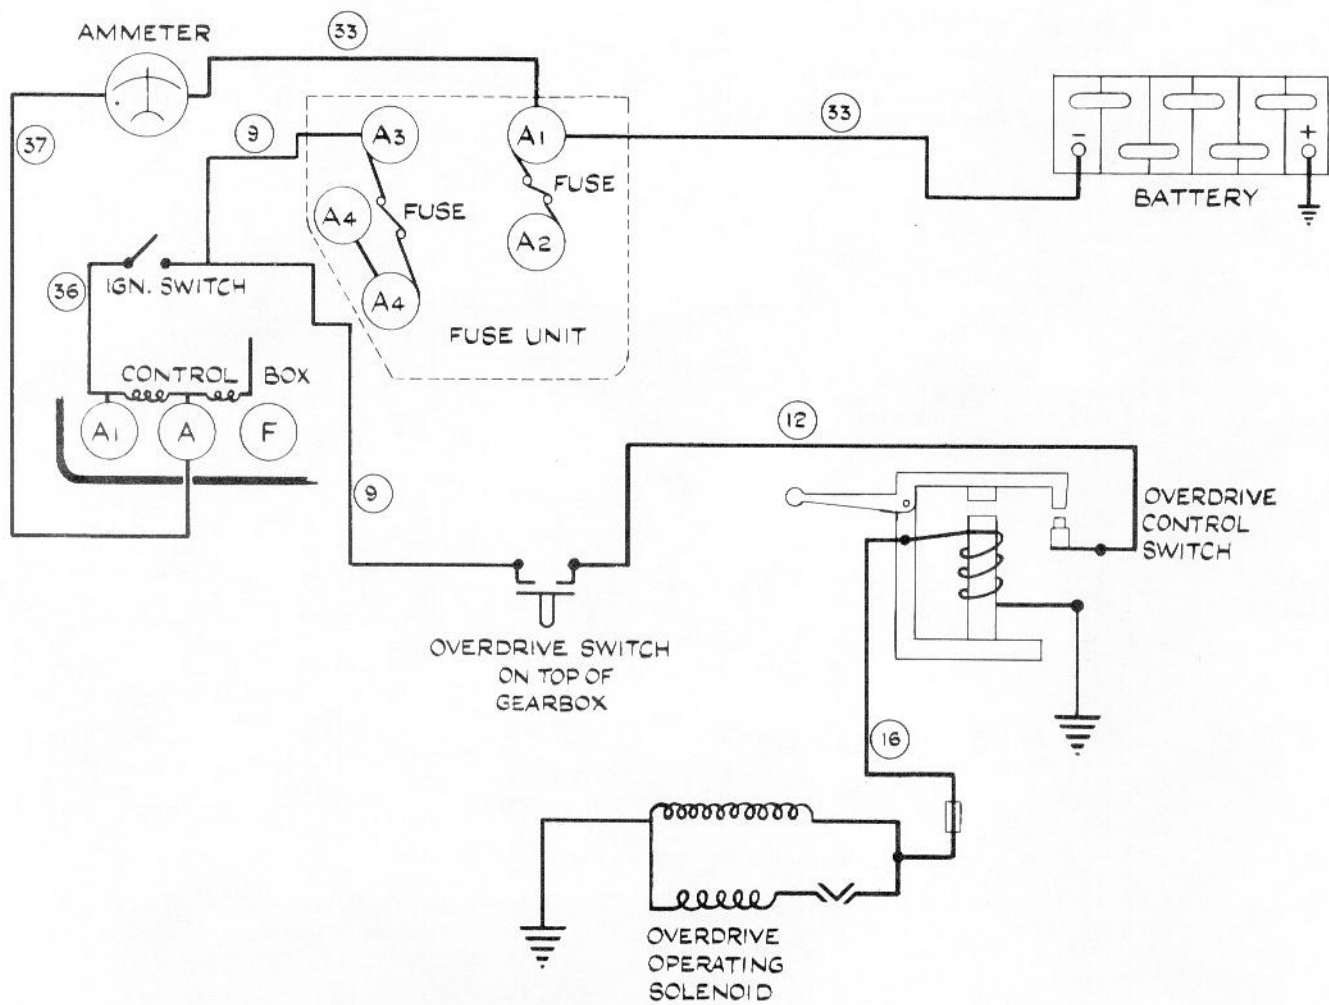 AMMETER
33
37
9
A3
A1
33
FUSE
A4
FUSE
A2
A4
FUSE UNIT
-
+
BATTERY
36
IGN. SWITCH
CONTROL BOX
A1
A
F
9
12
OVERDRIVE
CONTROL
SWITCH
OVERDRIVE SWITCH
ON TOP OF
GEARBOX
16
OVERDRIVE
OPERATING
SOLENOID